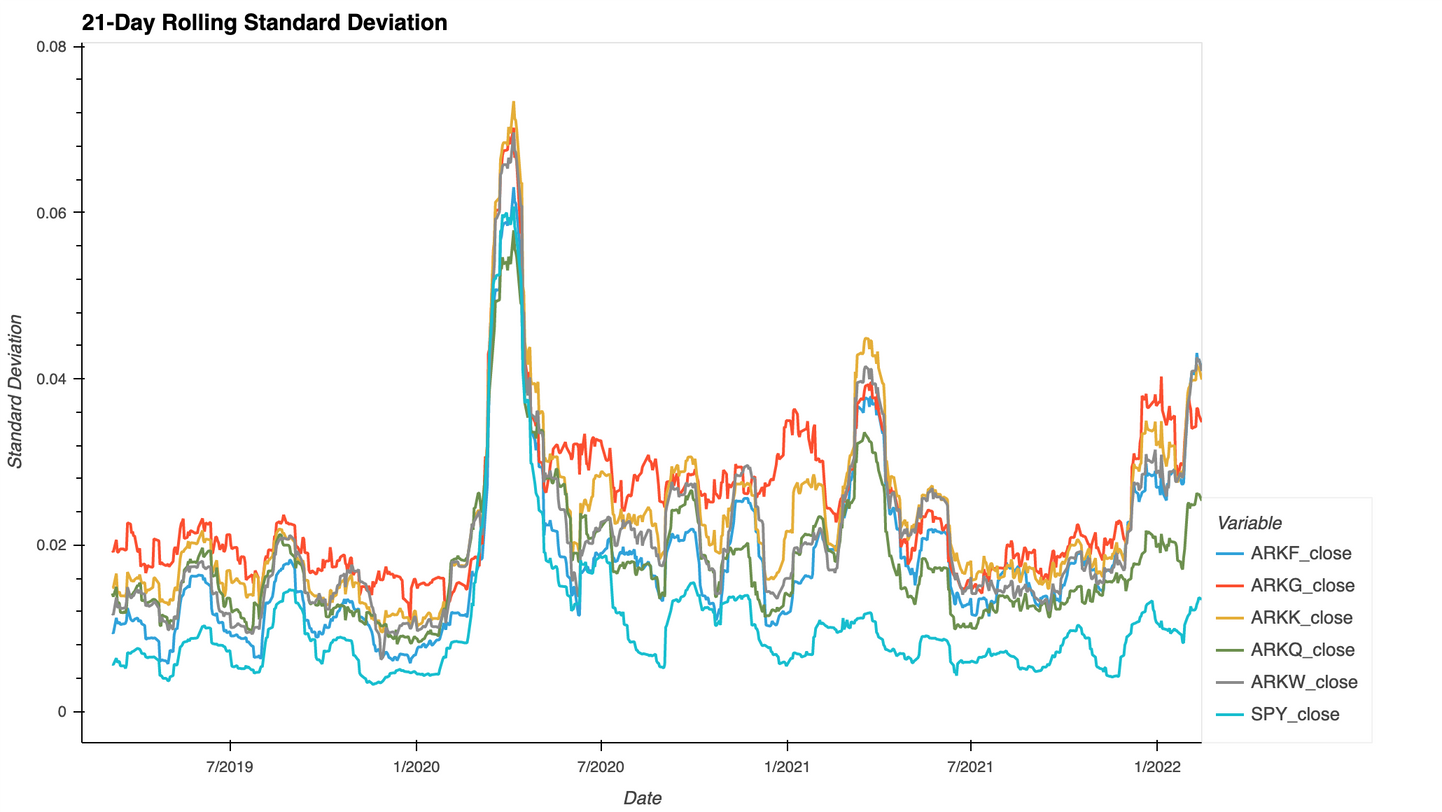 21-Day Rolling Standard Deviation
0.08
0.06
0.04
0.02
0
Standard Deviation
7/2019
1/2020
7/2020
1/2021
7/2021
1/2022
Date
Variable
ARKF_close
ARKG_close
ARKK_close
ARKQ_close
ARKW_close
SPY_close